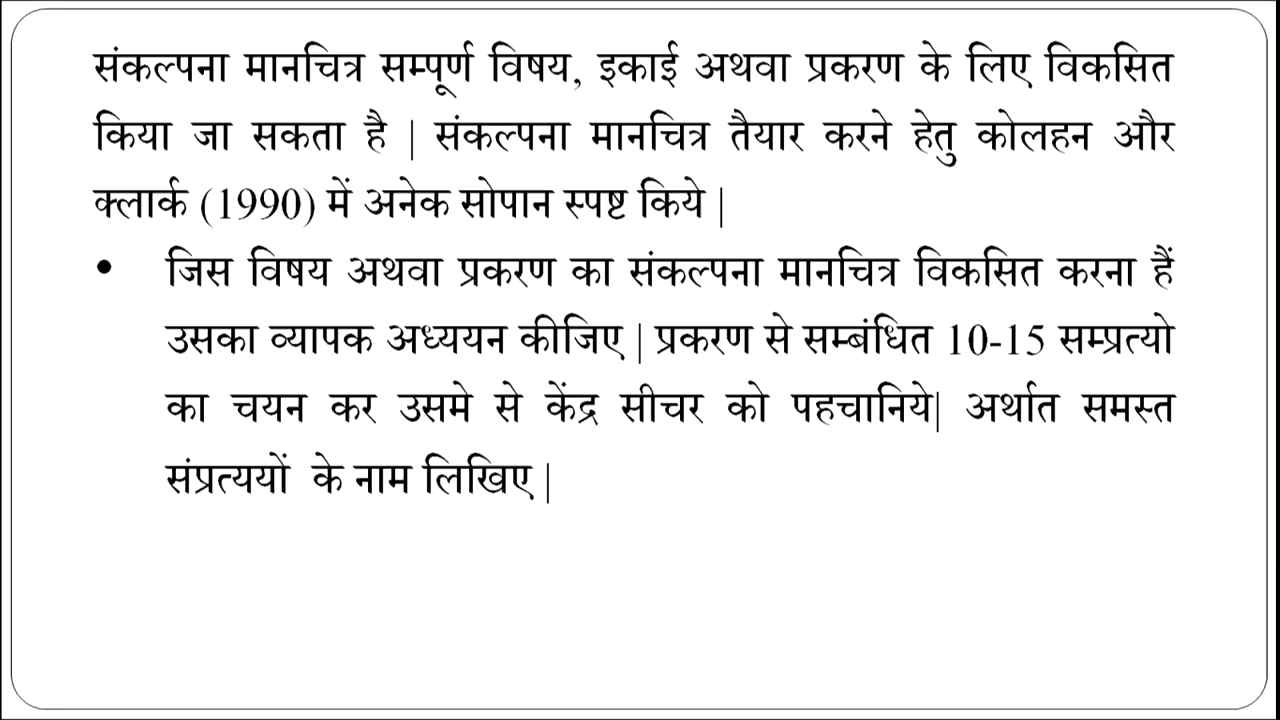 संकल्पना मानचित्र सम्पूर्ण विषय, इकाई अथवा प्रकरण के लिए विकसित
किया जा सकता है | संकल्पना मानचित्र तैयार करने हेतु कोलहन और
क्लार्क (1990) में अनेक सोपान स्पष्ट किये |
• जिस विषय अथवा प्रकरण का संकल्पना मानचित्र विकसित करना हैं
उसका व्यापक अध्ययन कीजिए | प्रकरण से सम्बंधित 10-15 सम्प्रत्यो
का चयन कर उसमे से केंद्र सीचर को पहचानिये| अर्थात समस्त
संप्रत्ययों के नाम लिखिए |